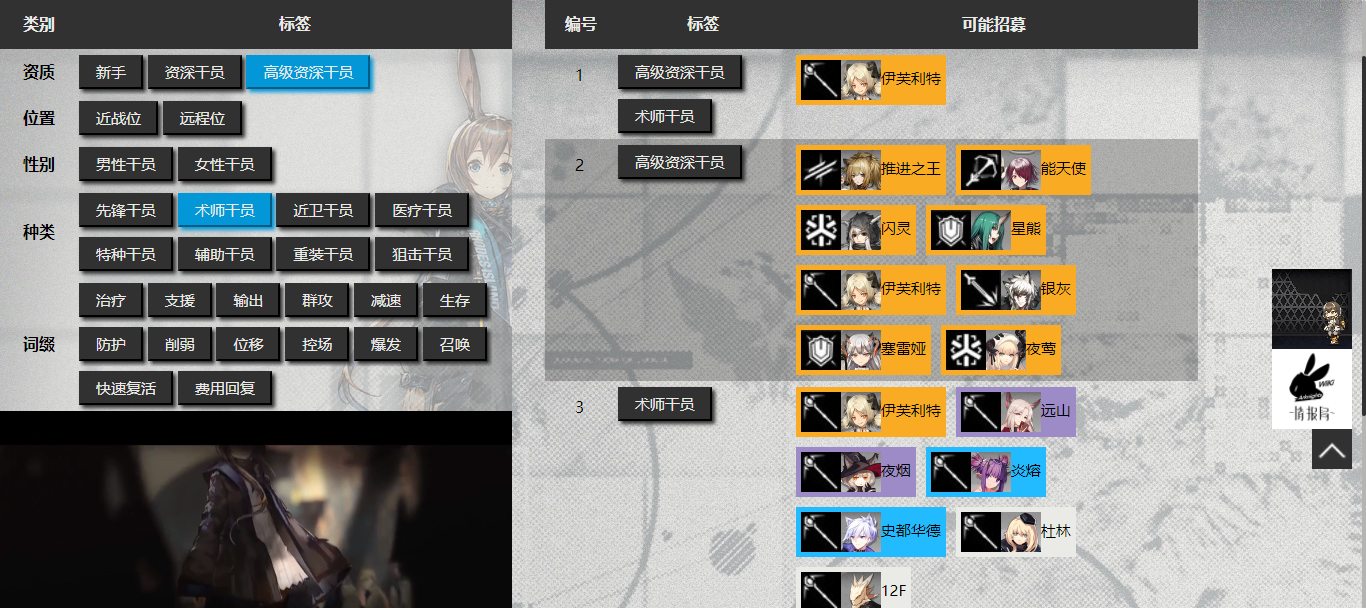 类别 标签
资质 新手 资深干员 高级资深干员
位置 近战位 远程位
性别 男性干员 女性干员
种类 先锋干员 术师干员 近卫干员 医疗干员
特种干员 辅助干员 重装干员 狙击干员
词缀 治疗 支援 输出 群攻 减速 生存
防护 削弱 位移 控场 爆发 召唤
快速复活 费用回复
编号 标签 可能招募
1 高级资深干员 伊芙利特
术师干员
2 高级资深干员 推进之王 能天使
闪灵 星熊
伊芙利特 银灰
塞雷娅 夜莺
3 术师干员 伊芙利特 远山
夜烟 炎熔
史都华德 杜林
12F
WIKI
Arknights
-情报局-